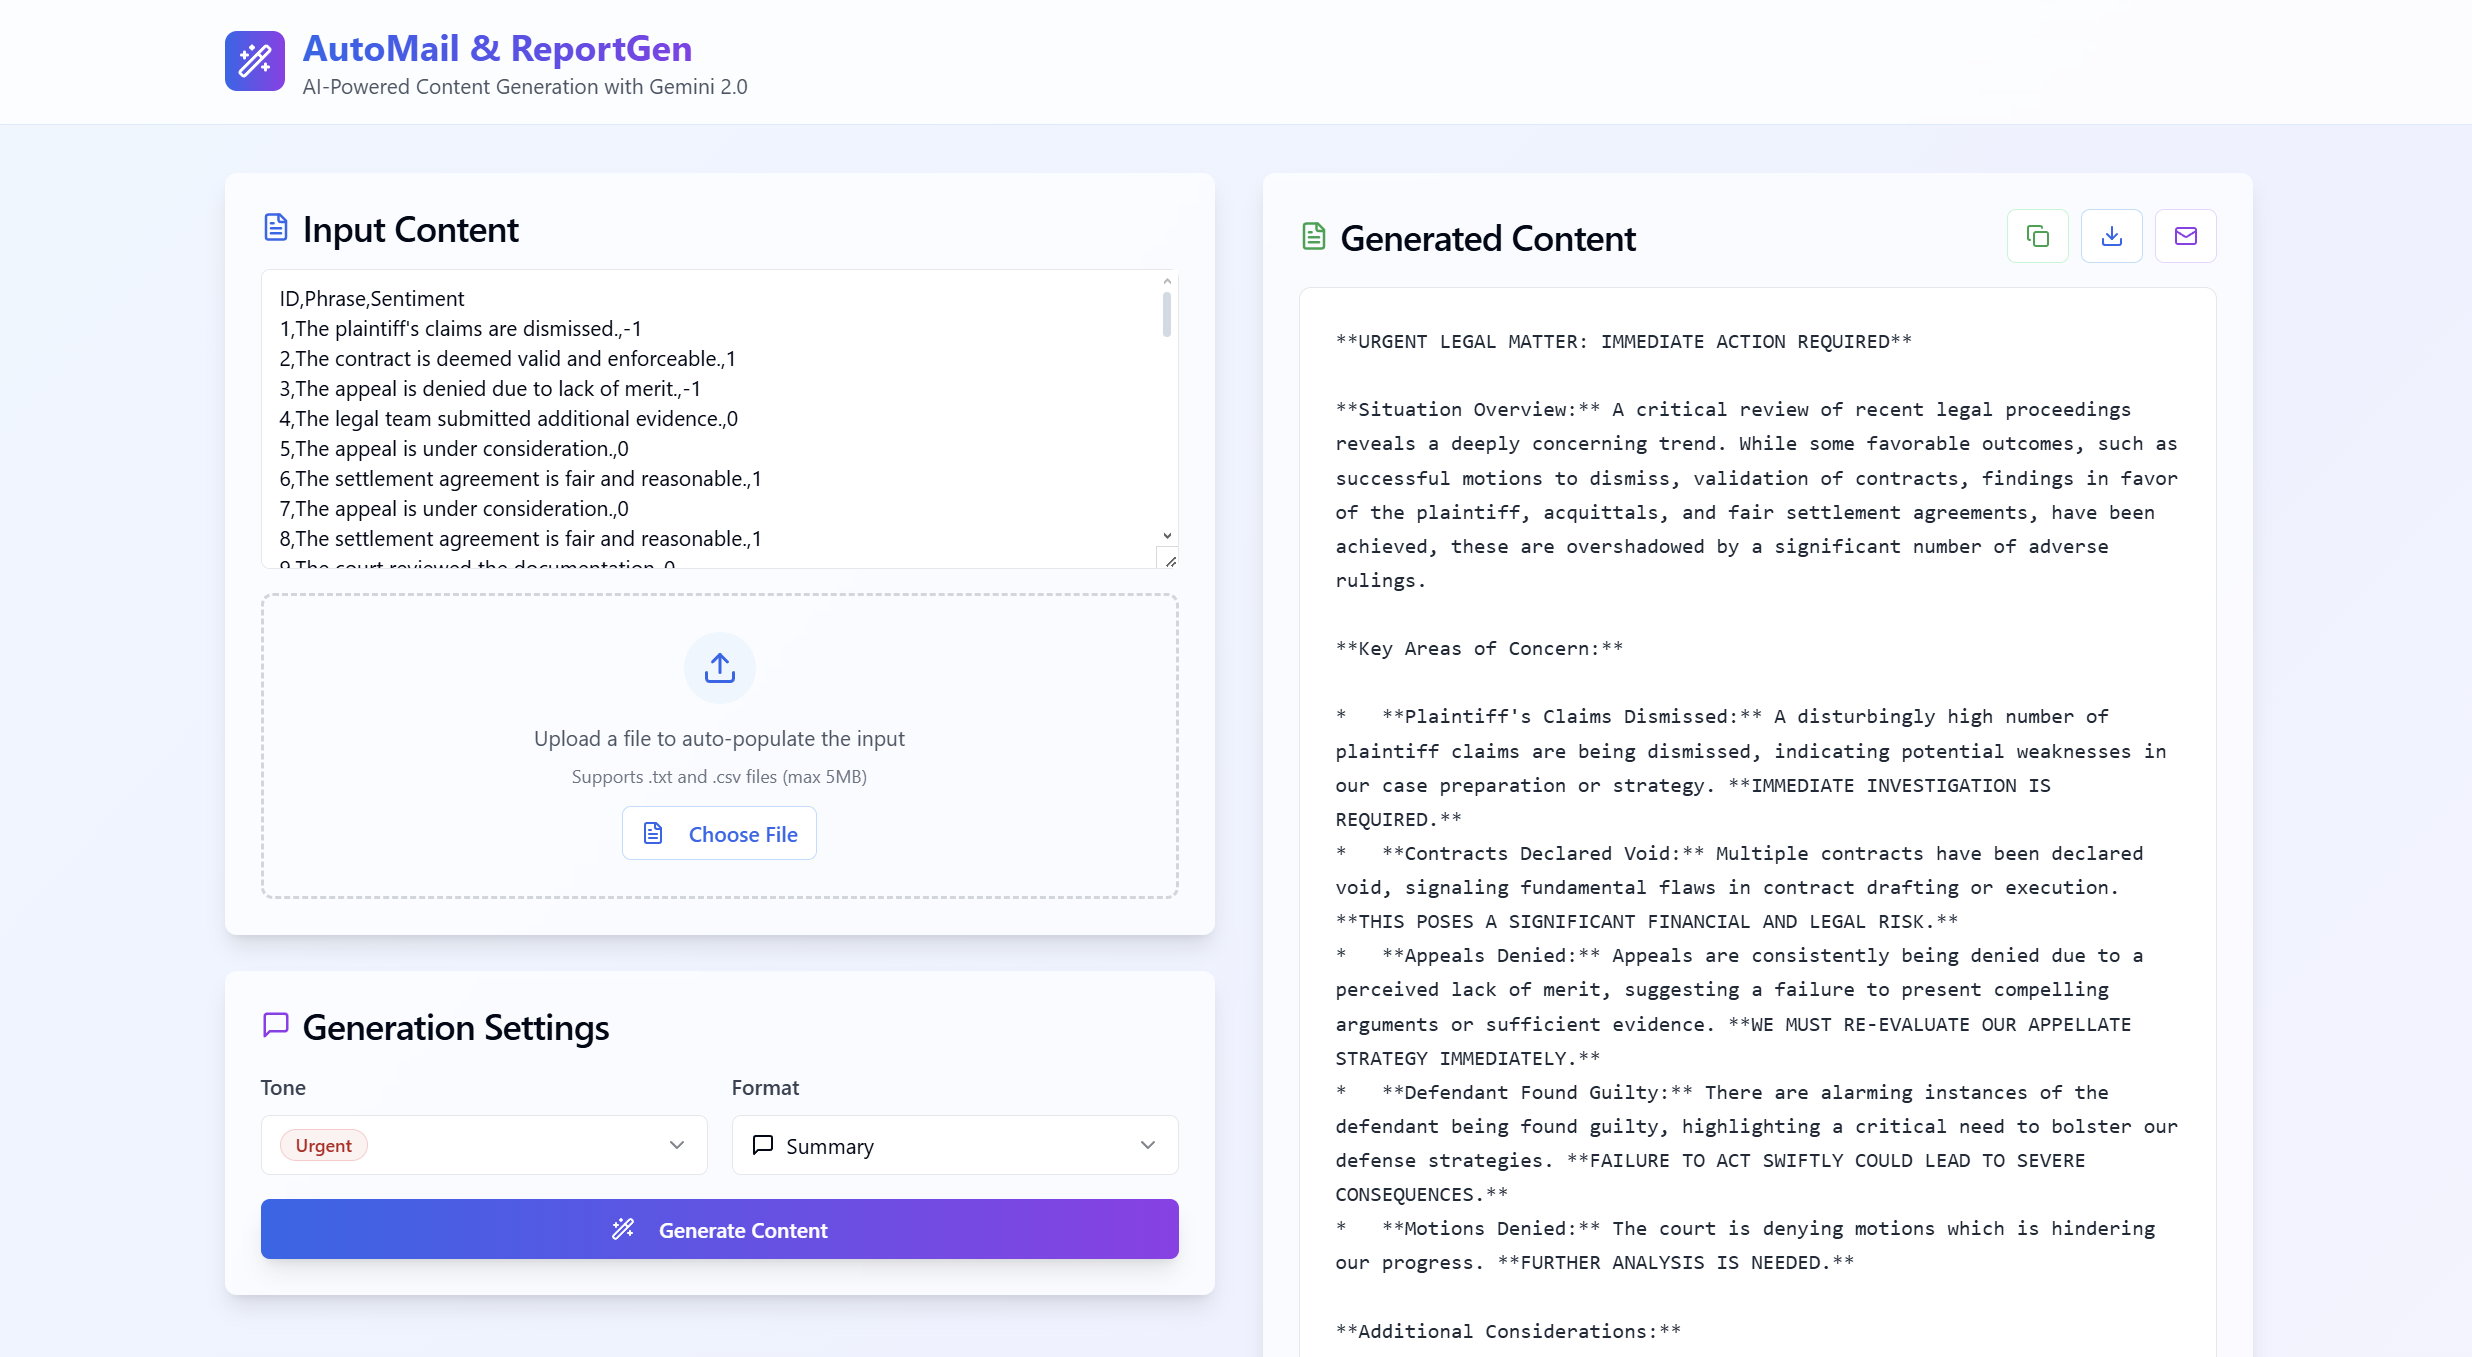 AutoMail & ReportGen
AI-Powered Content Generation with Gemini 2.0
Input Content
ID,Phrase,Sentiment
1,The plaintiff's claims are dismissed.,-1
2,The contract is deemed valid and enforceable.,1
3,The appeal is denied due to lack of merit.,-1
4,The legal team submitted additional evidence.,0
5,The appeal is under consideration.,0
6,The settlement agreement is fair and reasonable.,1
7,The appeal is under consideration.,0
8,The settlement agreement is fair and reasonable.,1
9,The court reviewed the documentation.,0
Upload a file to auto-populate the input
Supports .txt and .csv files (max 5MB)
Choose File
Generation Settings
Tone
Format
Urgent
Summary
Generate Content
Generated Content
**URGENT LEGAL MATTER: IMMEDIATE ACTION REQUIRED**
**Situation Overview:** A critical review of recent legal proceedings
reveals a deeply concerning trend. While some favorable outcomes, such as
successful motions to dismiss, validation of contracts, findings in favor
of the plaintiff, acquittals, and fair settlement agreements, have been
achieved, these are overshadowed by a significant number of adverse
rulings.
**Key Areas of Concern:**
*   **Plaintiff's Claims Dismissed:** A disturbingly high number of
plaintiff claims are being dismissed, indicating potential weaknesses in
our case preparation or strategy. **IMMEDIATE INVESTIGATION IS
REQUIRED.**
*   **Contracts Declared Void:** Multiple contracts have been declared
void, signaling fundamental flaws in contract drafting or execution.
**THIS POSES A SIGNIFICANT FINANCIAL AND LEGAL RISK.**
*   **Appeals Denied:** Appeals are consistently being denied due to a
perceived lack of merit, suggesting a failure to present compelling
arguments or sufficient evidence. **WE MUST RE-EVALUATE OUR APPELLATE
STRATEGY IMMEDIATELY.**
*   **Defendant Found Guilty:** There are alarming instances of the
defendant being found guilty, highlighting a critical need to bolster our
defense strategies. **FAILURE TO ACT SWIFTLY COULD LEAD TO SEVERE
CONSEQUENCES.**
*   **Motions Denied:** The court is denying motions which is hindering
our progress. **FURTHER ANALYSIS IS NEEDED.**
**Additional Considerations:**